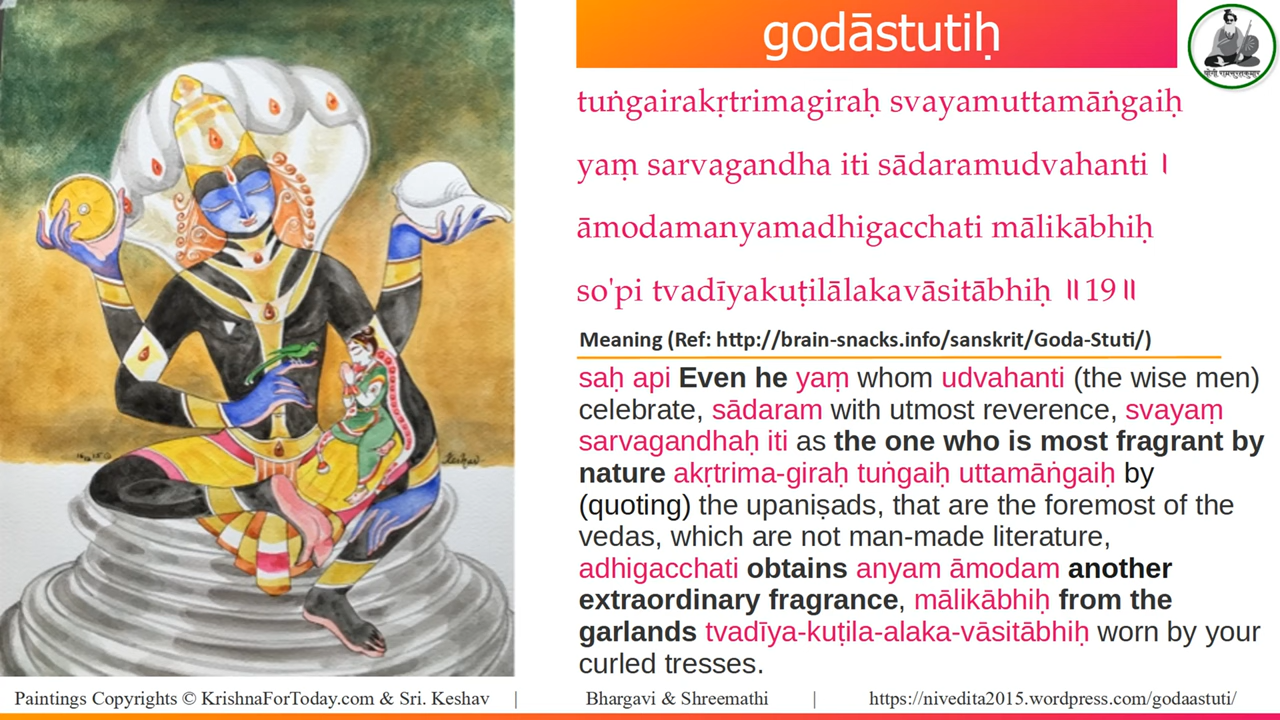 godāstutiḥ
योगी रामसुरतकुमार
tuṅgairakṛtrimagiraḥ svayamuttamāṅgaiḥ
yaṃ sarvagandha iti sādaramudvahanti ।
āmodamanyamadhigacchati mālikābhiḥ
so'pi tvadīyakuṭilālakavāsitābhiḥ ॥19॥
Meaning (Ref: http://brain-snacks.info/sanskrit/Goda-Stuti/)
saḥ api Even he yaṃ whom udvahanti (the wise men)
celebrate, sādaram with utmost reverence, svayaṃ
sarvagandhaḥ iti as the one who is most fragrant by
nature akṛtrima-giraḥ tuṅgaiḥ uttamāṅgaiḥ by
(quoting) the upaniṣads, that are the foremost of the
vedas, which are not man-made literature,
adhigacchati obtains anyam āmodam another
extraordinary fragrance, mālikābhiḥ from the
garlands tvadīya-kuṭila-alaka-vāsitābhiḥ worn by your
curled tresses.
Keshav
Paintings Copyrights © KrishnaForToday.com & Sri. Keshav | Bhargavi & Shreemathi | https://nivedita2015.wordpress.com/godaastuti/